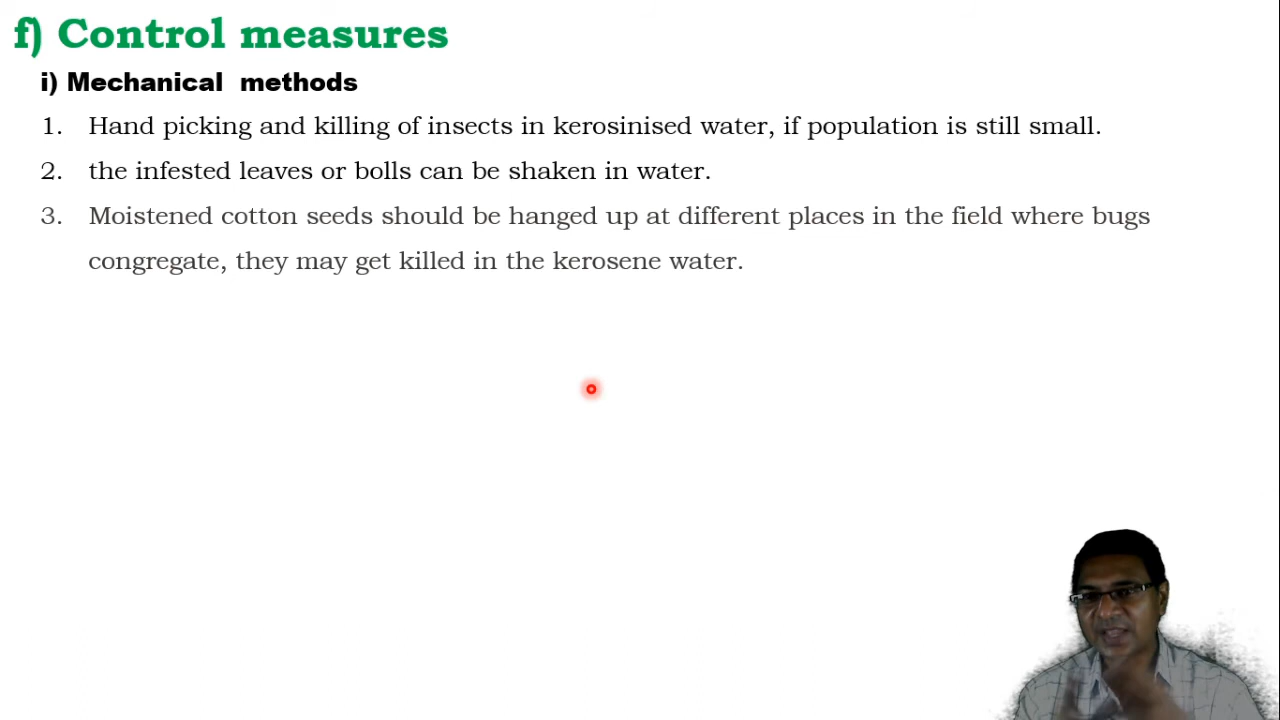 f) Control measures
i) Mechanical methods
1. Hand picking and killing of insects in kerosinised water, if population is still small.
2. the infested leaves or bolls can be shaken in water.
3. Moistened cotton seeds should be hanged up at different places in the field where bugs
congregate, they may get killed in the kerosene water.